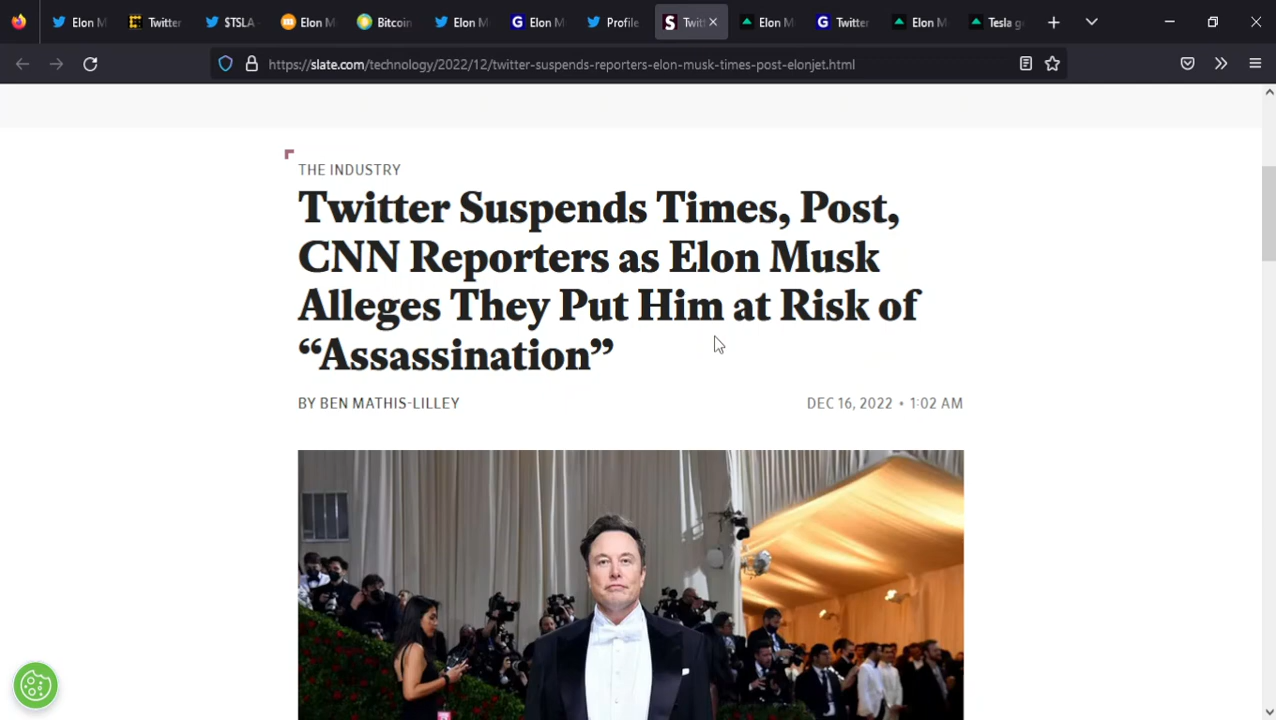 Elon M
Twitter
$TSLA
Elon M
Bitcoin
Elon M
Elon M
Profile
Twit
Elon M
Twitter
Elon M
Tesla g
https://slate.com/technology/2022/12/twitter-suspends-reporters-elon-musk-times-post-elonjet.html
THE INDUSTRY
Twitter Suspends Times, Post,
CNN Reporters as Elon Musk
Alleges They Put Him at Risk of
“Assassination”
BY BEN MATHIS-LILLEY
DEC 16, 2022 • 1:02 AM